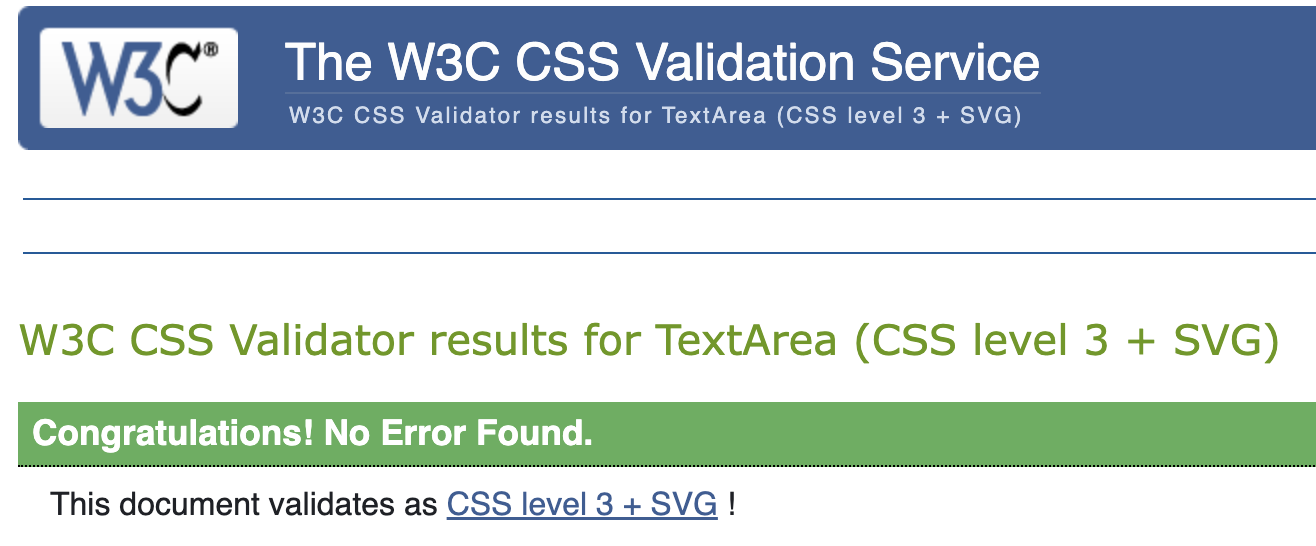 W3C®
The W3C CSS Validation Service
W3C CSS Validator results for TextArea (CSS level 3 + SVG)
W3C CSS Validator results for TextArea (CSS level 3 + SVG)
Congratulations! No Error Found.
This document validates as CSS level 3 + SVG !